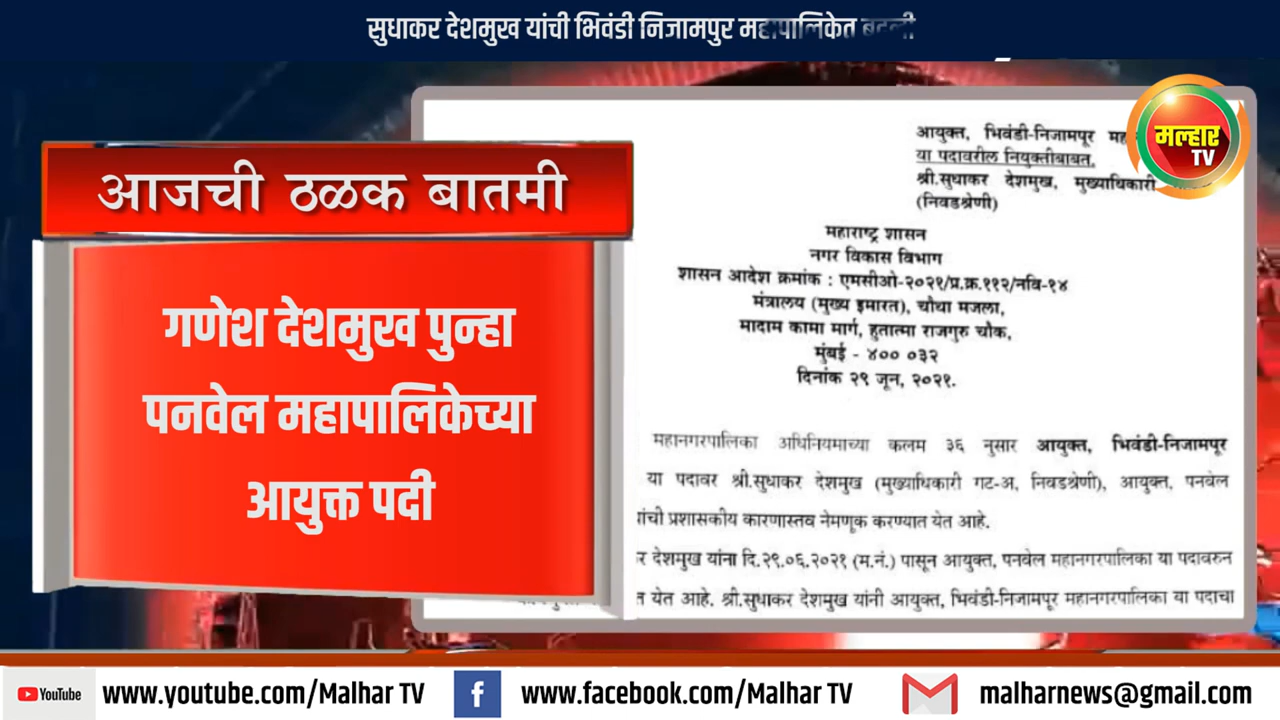 सुधाकर देशमुख यांची भिवंडी निजामपुर महापालिकेत बदली
मल्हार
TV
आजची ठळक बातमी
गणेश देशमुख पुन्हा
पनवेल महापालिकेच्या
आयुक्त पदी
आयुक्त, भिवंडी-निजामपूर
या पदावरील नियुक्तीबाबत.
श्री.सुधाकर देशमुख, मुख्याधिकारी
(निवडश्रेणी)
महाराष्ट्र शासन
नगर विकास विभाग
शासन आदेश क्रमांक : एमसीओ-२०२१/प्र.क्र.११२/नवि-१४
मंत्रालय (मुख्य इमारत), चौथा मजला,
मादाम कामा मार्ग, हुतात्मा राजगुरु चौक,
मुंबई - ४०० ०३२
दिनांक २९ जून, २०२१.
महानगरपालिका अधिनियमाच्या कलम ३६ नुसार आयुक्त, भिवंडी-निजामपूर
या पदावर श्री.सुधाकर देशमुख (मुख्याधिकारी गट-अ, निवडश्रेणी), आयुक्त, पनवेल
यांची प्रशासकीय कारणास्तव नेमणूक करण्यात येत आहे.
देशमुख यांना दि.२९.०६.२०२१ (म.नं.) पासून आयुक्त, पनवेल महानगरपालिका या पदावरुन
येत आहे. श्री.सुधाकर देशमुख यांनी आयुक्त, भिवंडी-निजामपूर महानगरपालिका या पदाचा
YouTube www.youtube.com/Malhar TV f www.facebook.com/Malhar TV malharnews@gmail.com